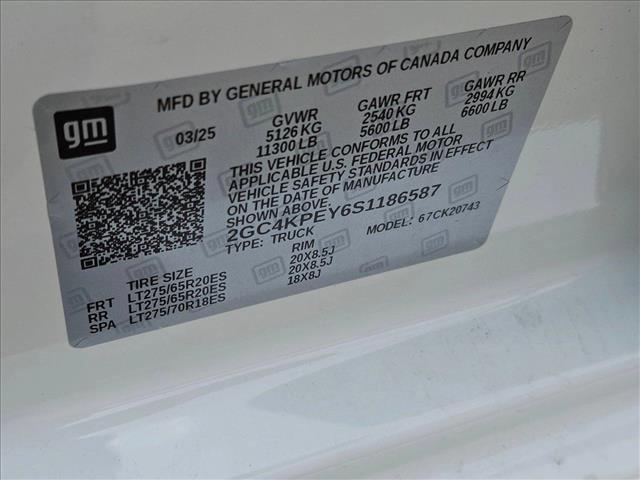 MFD BY GENERAL MOTORS OF CANADA COMPANY
gm
03/25 GVWR GAWR FRT GAWR RR
5126 KG 2540 KG 2994 KG
11300 LB 5600 LB 6600 LB
THIS VEHICLE CONFORMS TO ALL
APPLICABLE U.S. FEDERAL MOTOR
VEHICLE SAFETY STANDARDS IN EFFECT
ON THE DATE OF MANUFACTURE
SHOWN ABOVE.
2GC4KPEY6S1186587
TYPE: TRUCK MODEL: 67CK20743
TIRE SIZE RIM
FRT LT275/65R20ES 20X8.5J
RR LT275/65R20ES 20X8.5J
SPA LT275/70R18ES 18X8J